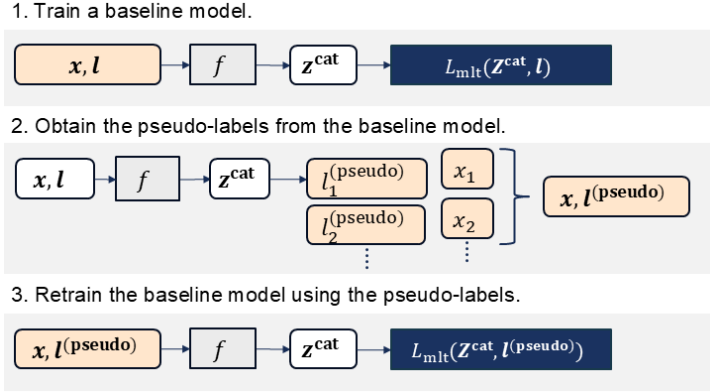 1. Train a baseline model.
x, l f z^cat L_mlt(Z^cat, l)
2. Obtain the pseudo-labels from the baseline model.
x, l f z^cat l_1^(pseudo) x_1 x, l^(pseudo)
l_2^(pseudo) x_2
3. Retrain the baseline model using the pseudo-labels.
x, l^(pseudo) f z^cat L_mlt(Z^cat, l^(pseudo))